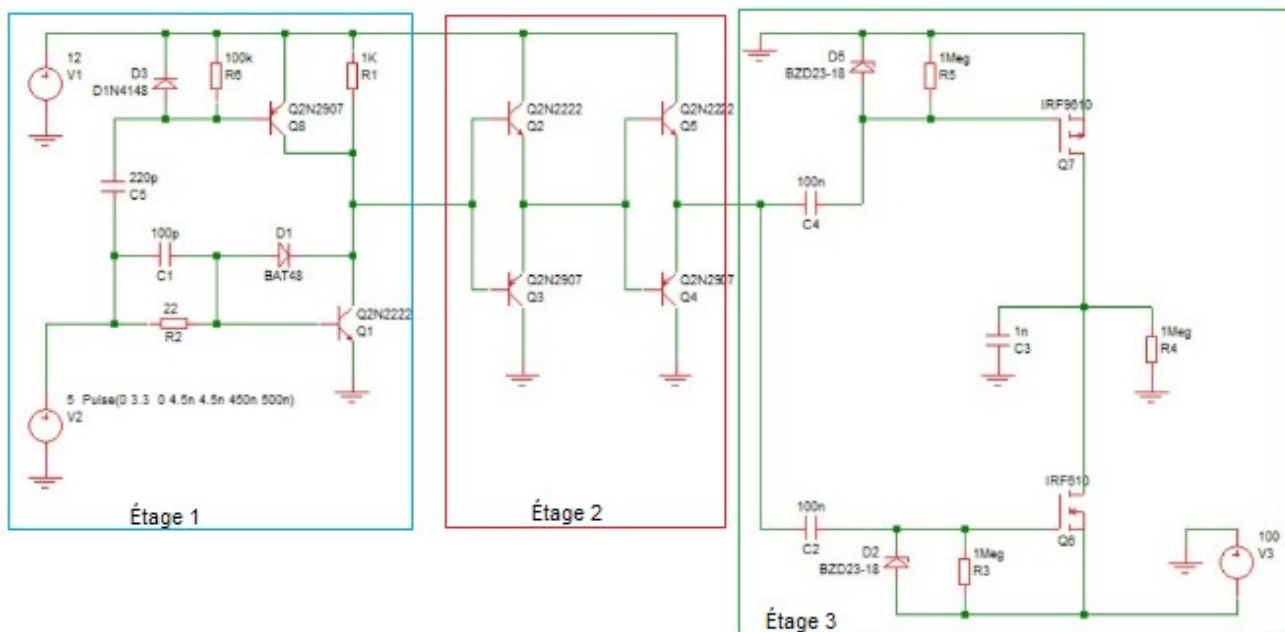 12
V1
D3
D1N4148
100k
R6
Q2N2907
Q8
1K
R1
220p
C5
100p
C1
D1
BAT48
22
R2
Q2N2222
Q1
5 Pulse(0 3.3 0 4.5n 4.5n 450n 500n)
V2
Étage 1
Q2N2222
Q2
Q2N2907
Q3
Q2N2222
Q5
Q2N2907
Q4
Étage 2
D5
BZD23-18
1Meg
R5
IRF9610
Q7
100n
C4
1n
C3
1Meg
R4
IRF610
Q6
100n
C2
D2
BZD23-18
1Meg
R3
100
V3
Étage 3